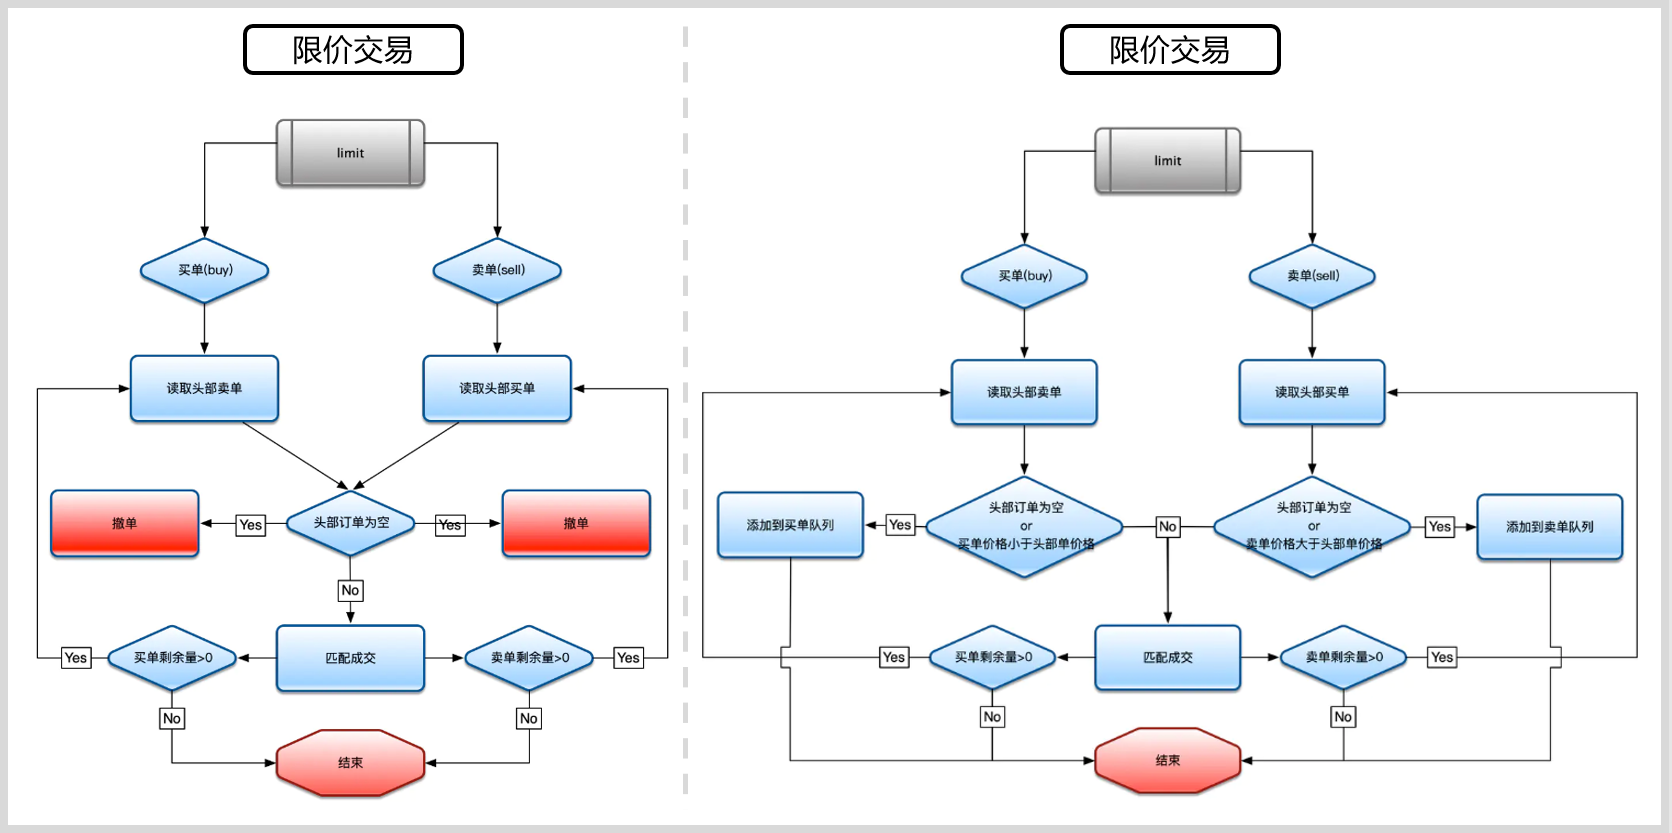 限价交易
limit
买单(buy)
卖单(sell)
读取头部卖单
读取头部买单
撤单
Yes
头部订单为空
Yes
撤单
No
Yes
买单剩余量>0
匹配成交
卖单剩余量>0
Yes
No
No
结束
限价交易
limit
买单(buy)
卖单(sell)
读取头部卖单
读取头部买单
添加到买单队列
Yes
头部订单为空
or
买单价格小于头部单价格
No
头部订单为空
or
卖单价格大于头部单价格
Yes
添加到卖单队列
Yes
买单剩余量>0
匹配成交
卖单剩余量>0
Yes
No
No
结束